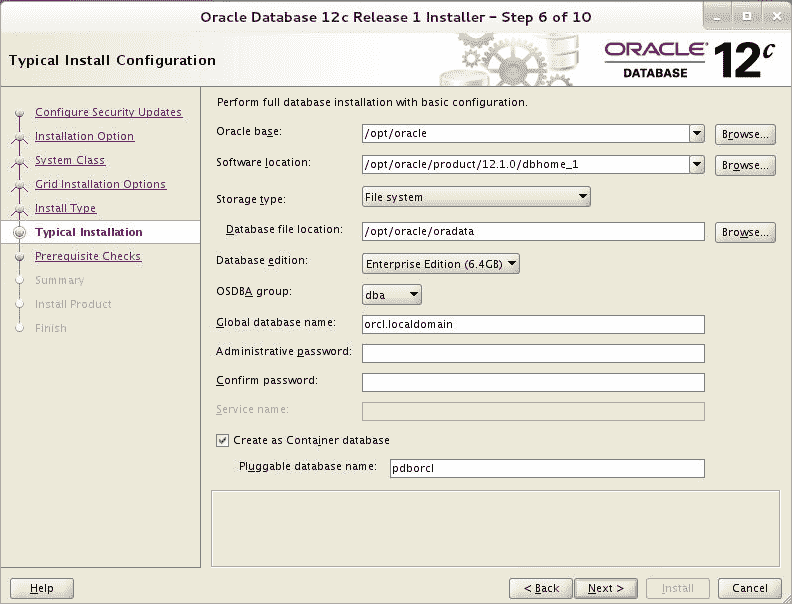 Oracle Database 12c Release 1 Installer - Step 6 of 10
Typical Install Configuration
ORACLE®
DATABASE
12c
Configure Security Updates
Installation Option
System Class
Grid Installation Options
Install Type
Typical Installation
Prerequisite Checks
Summary
Install Product
Finish
Perform full database installation with basic configuration.
Oracle base: /opt/oracle Browse...
Software location: /opt/oracle/product/12.1.0/dbhome_1 Browse...
Storage type: File system
Database file location: /opt/oracle/oradata Browse...
Database edition: Enterprise Edition (6.4GB)
OSDBA group: dba
Global database name: orcl.localdomain
Administrative password:
Confirm password:
Service name:
Create as Container database
Pluggable database name: pdborcl
Help < Back Next > Install Cancel